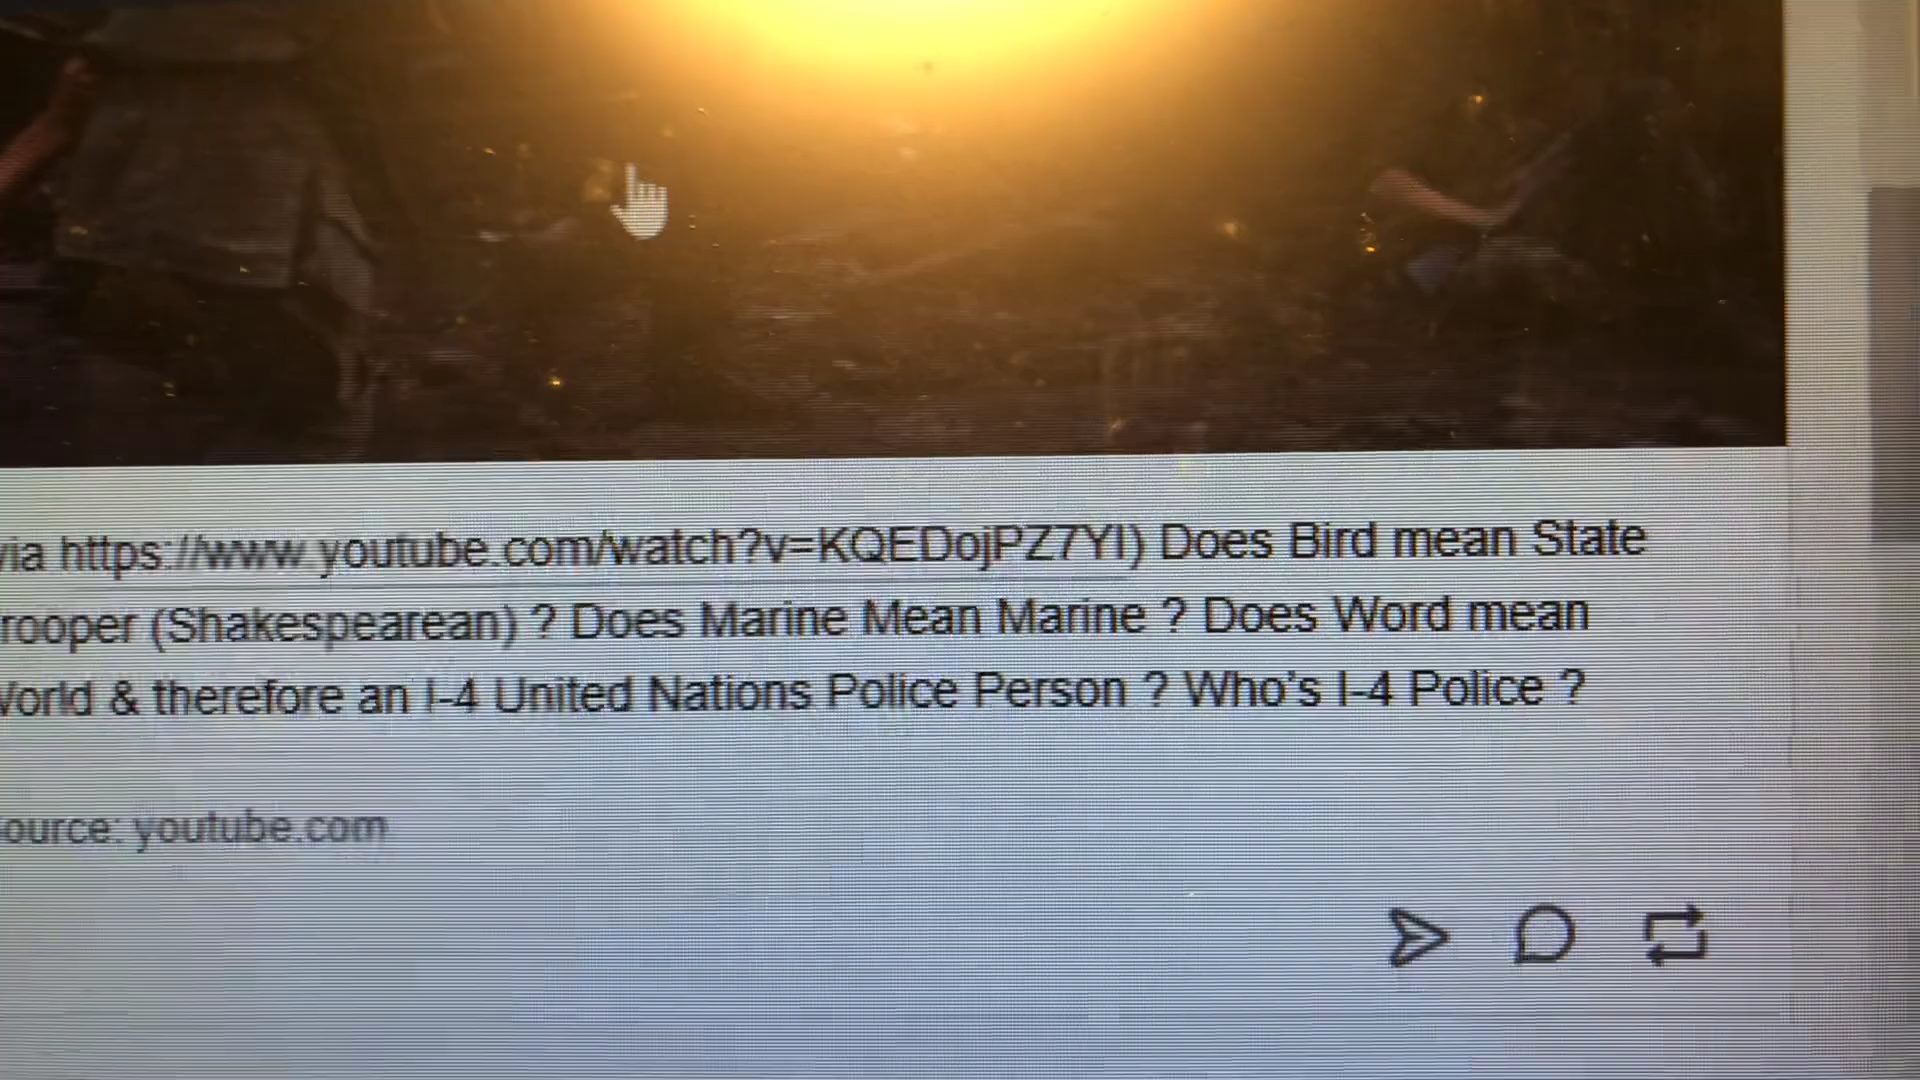 via https://www.youtube.com/watch?v=KQEDojPZ7YI) Does Bird mean State
rooper (Shakespearean) ? Does Marine Mean Marine ? Does Word mean
World & therefore an I-4 United Nations Police Person ? Who's I-4 Police ?
ource: youtube.com